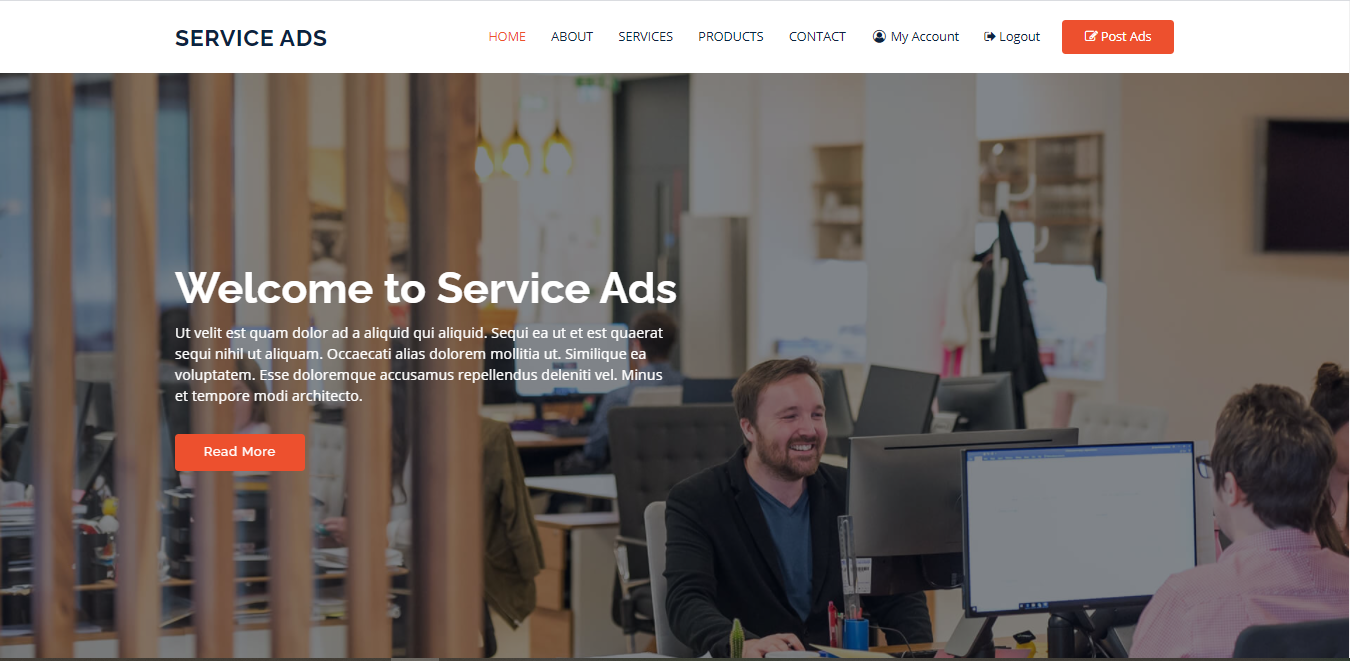 SERVICE ADS
HOME ABOUT SERVICES PRODUCTS CONTACT My Account Logout Post Ads
Welcome to Service Ads
Ut velit est quam dolor ad a aliquid qui aliquid. Sequi ea ut et est quaerat
sequi nihil ut aliquam. Occaecati alias dolorem mollitia ut. Similique ea
voluptatem. Esse doloremque accusamus repellendus deleniti vel. Minus
et tempore modi architecto.
Read More